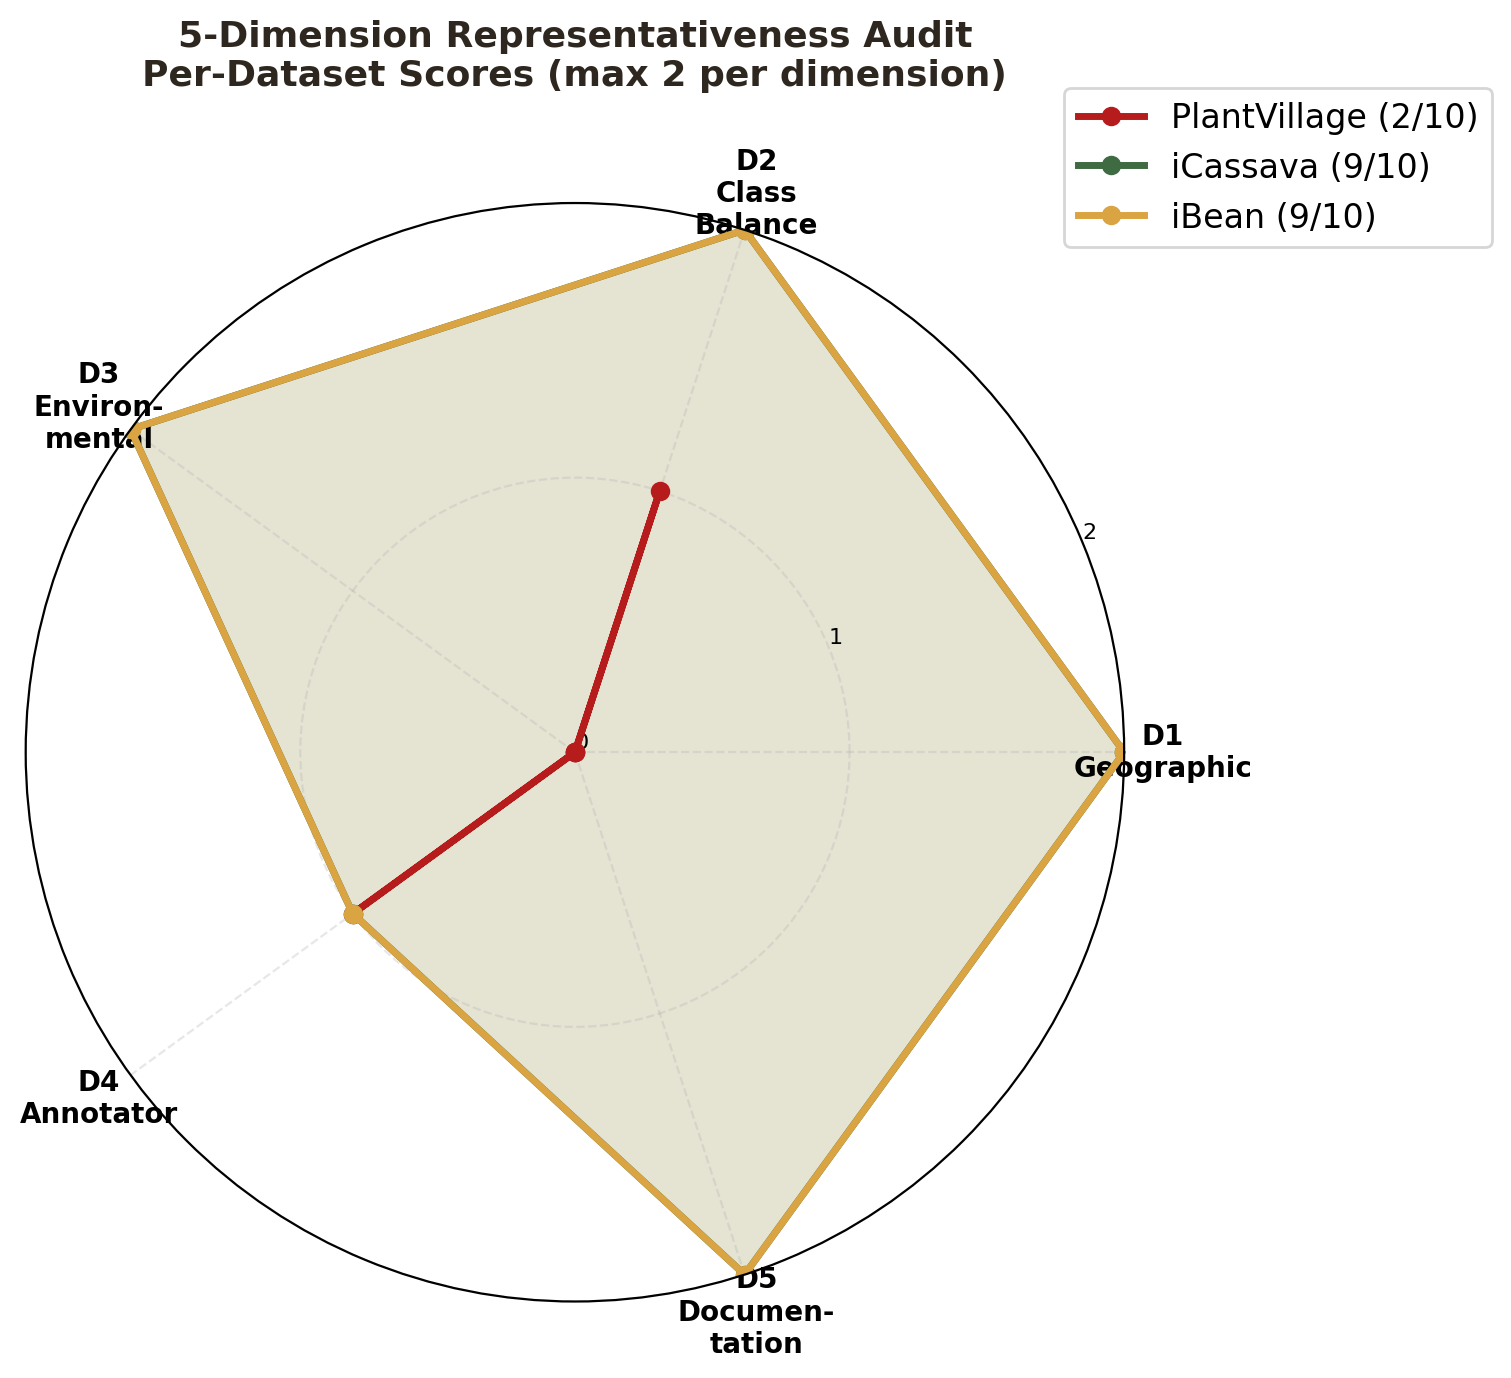 5-Dimension Representativeness Audit
Per-Dataset Scores (max 2 per dimension)
PlantVillage (2/10)
iCassava (9/10)
iBean (9/10)
D2
Class
Balance
D3
Environ-
mental
2
1
0
D1
Geographic
D4
Annotator
D5
Documen-
tation